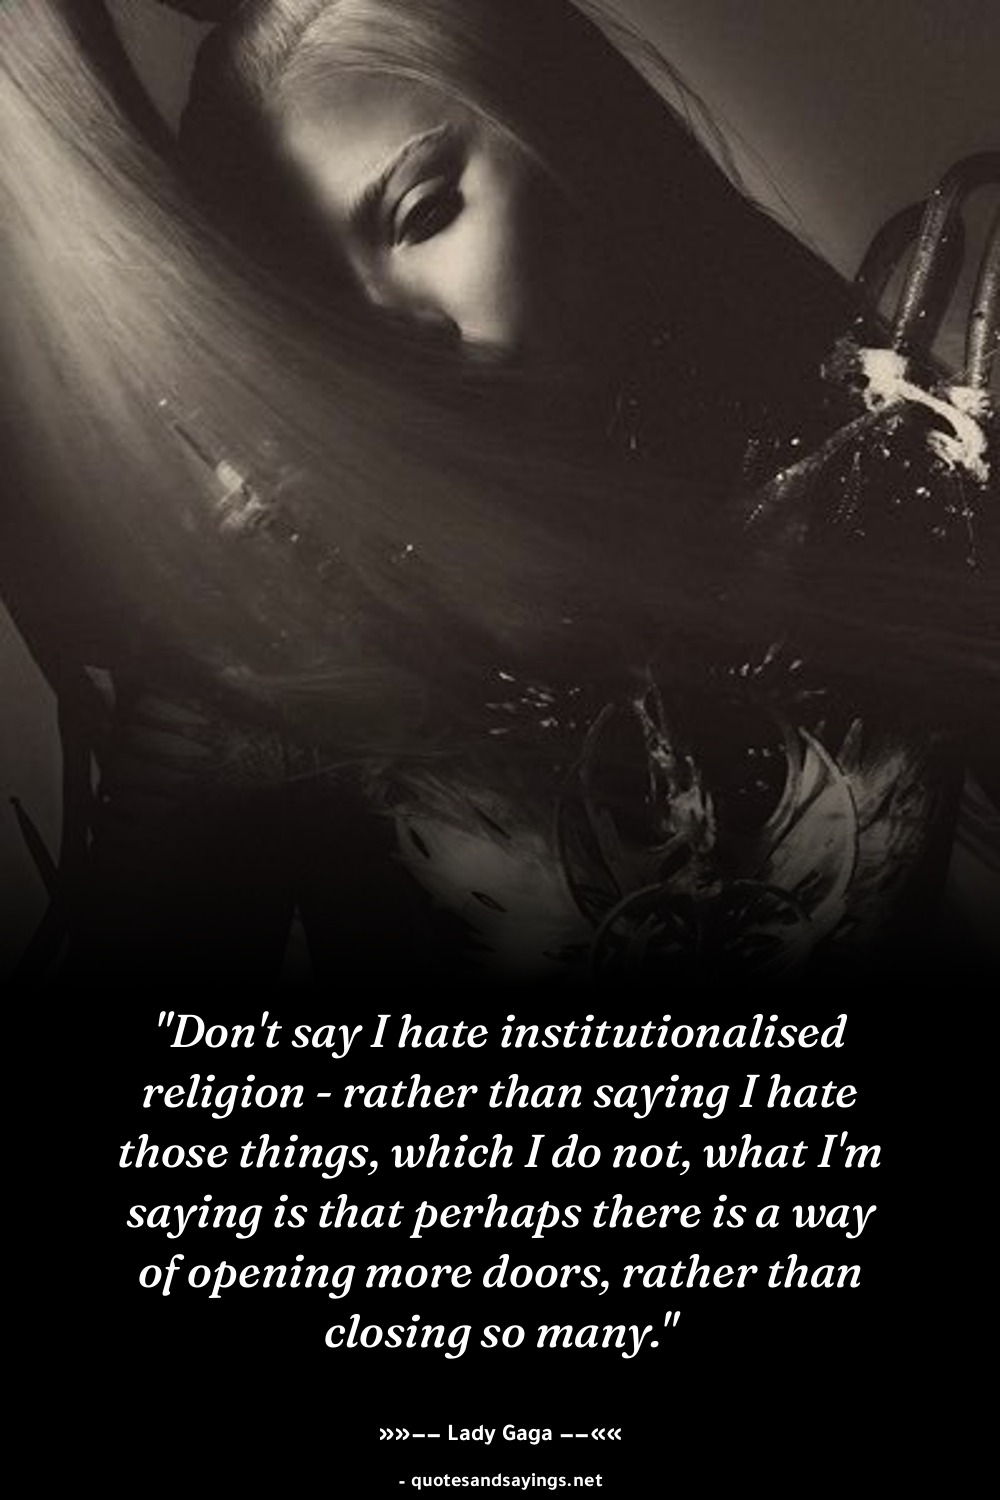 "Don't say I hate institutionalised
religion - rather than saying I hate
those things, which I do not, what I'm
saying is that perhaps there is a way
of opening more doors, rather than
closing so many."
»»−− Lady Gaga −−««
- quotesandsayings.net